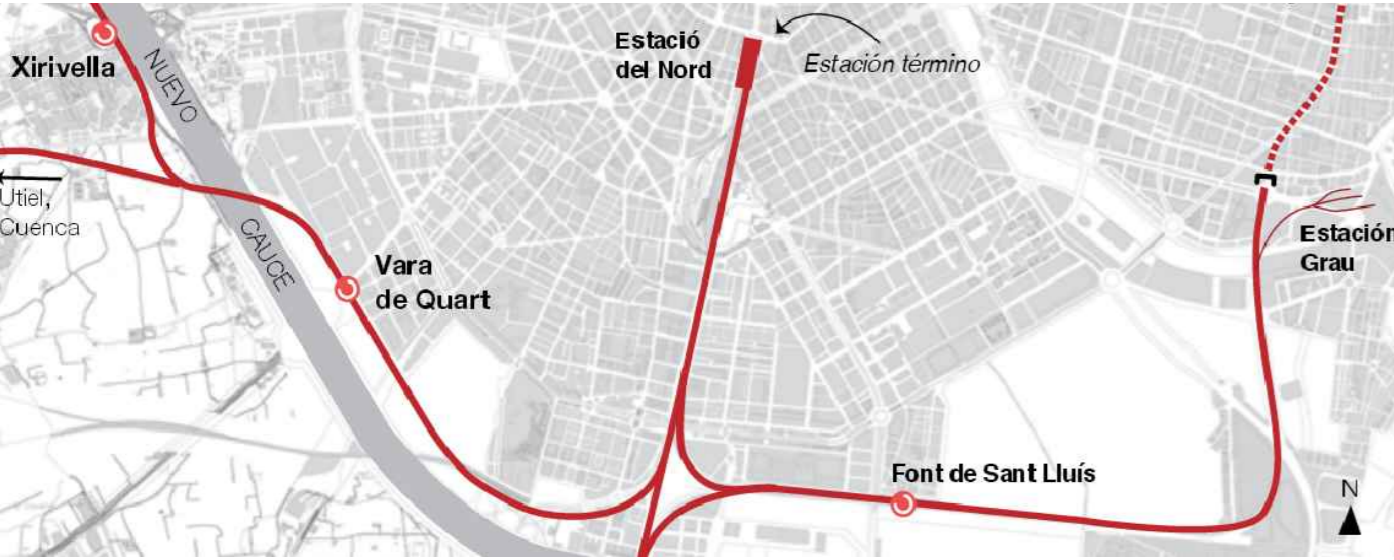 Xirivella
NUEVO
CAUCE
Utiel,
Cuenca
Vara
de Quart
Estació
del Nord
Estación término
Font de Sant Lluís
Estación
Grau
N